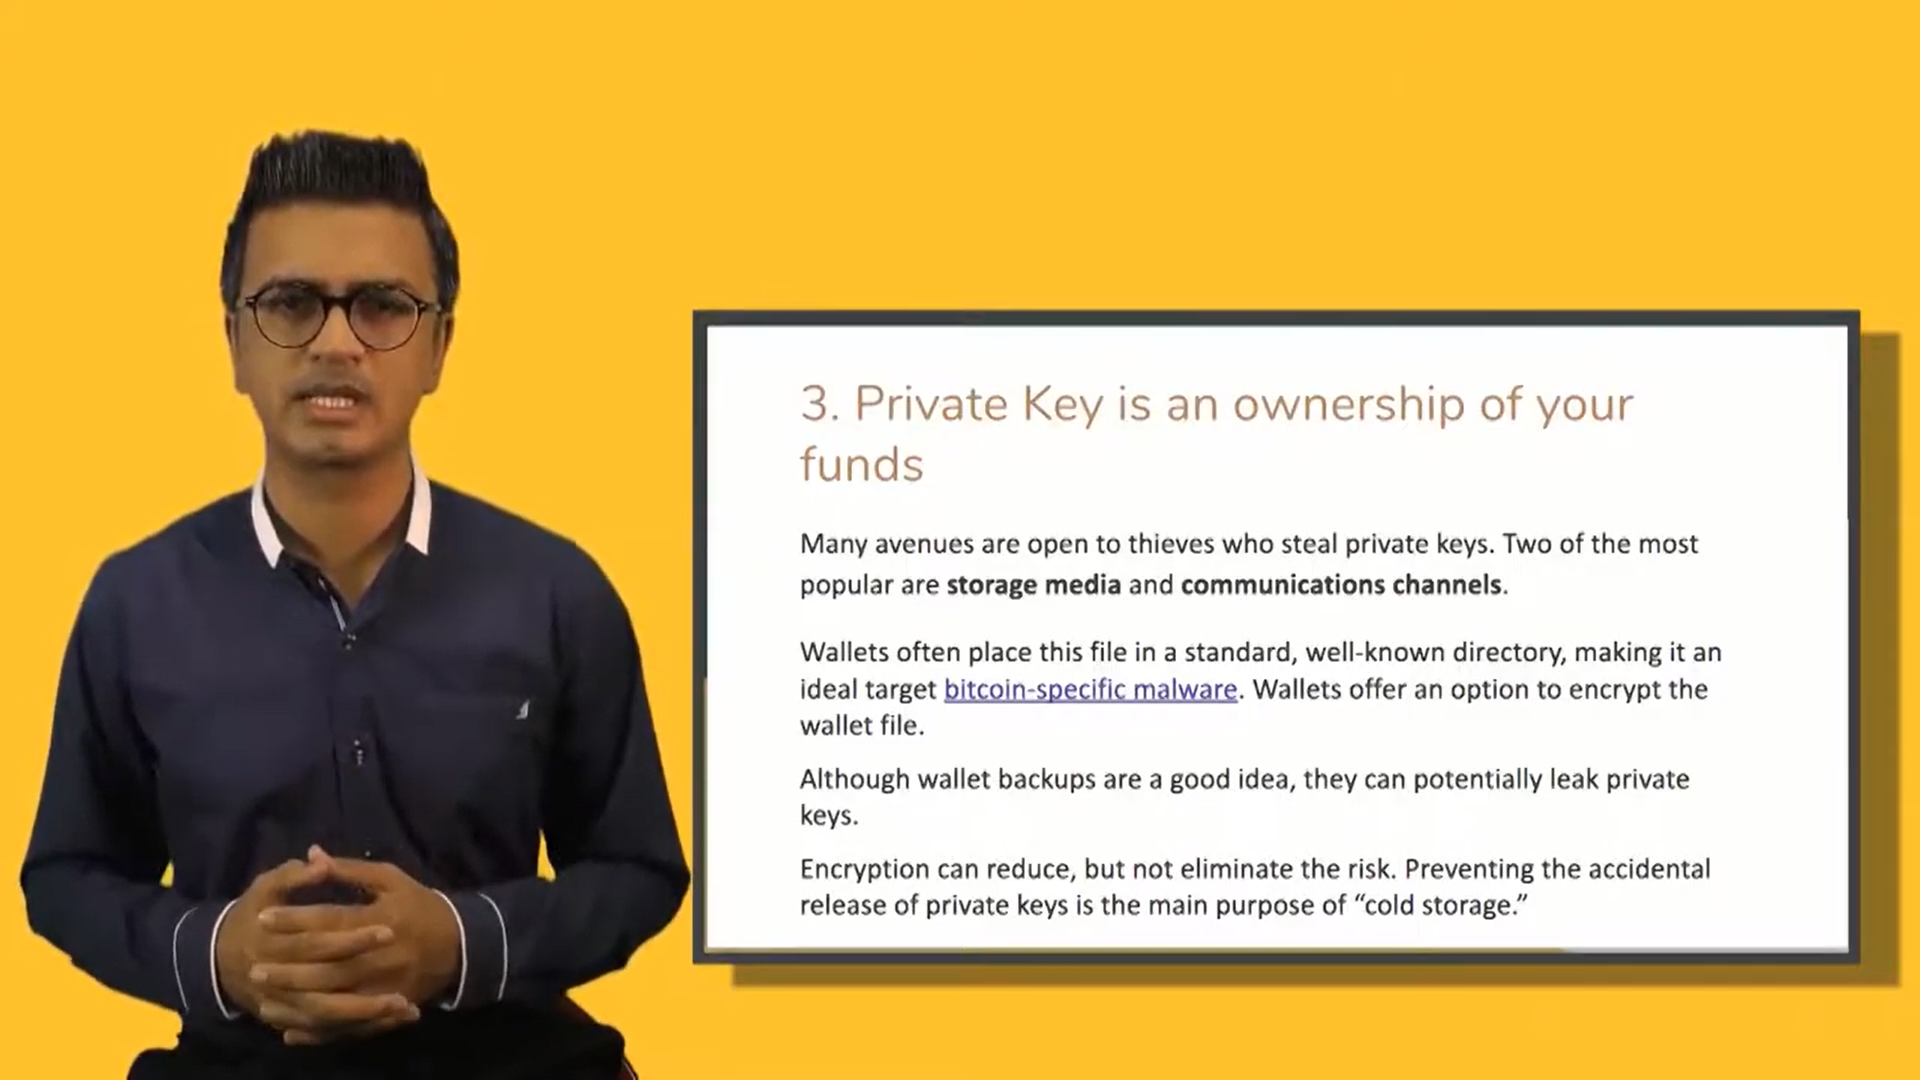 3. Private Key is an ownership of your
funds
Many avenues are open to thieves who steal private keys. Two of the most
popular are storage media and communications channels.
Wallets often place this file in a standard, well-known directory, making it an
ideal target bitcoin-specific malware. Wallets offer an option to encrypt the
wallet file.
Although wallet backups are a good idea, they can potentially leak private
keys.
Encryption can reduce, but not eliminate the risk. Preventing the accidental
release of private keys is the main purpose of “cold storage.”